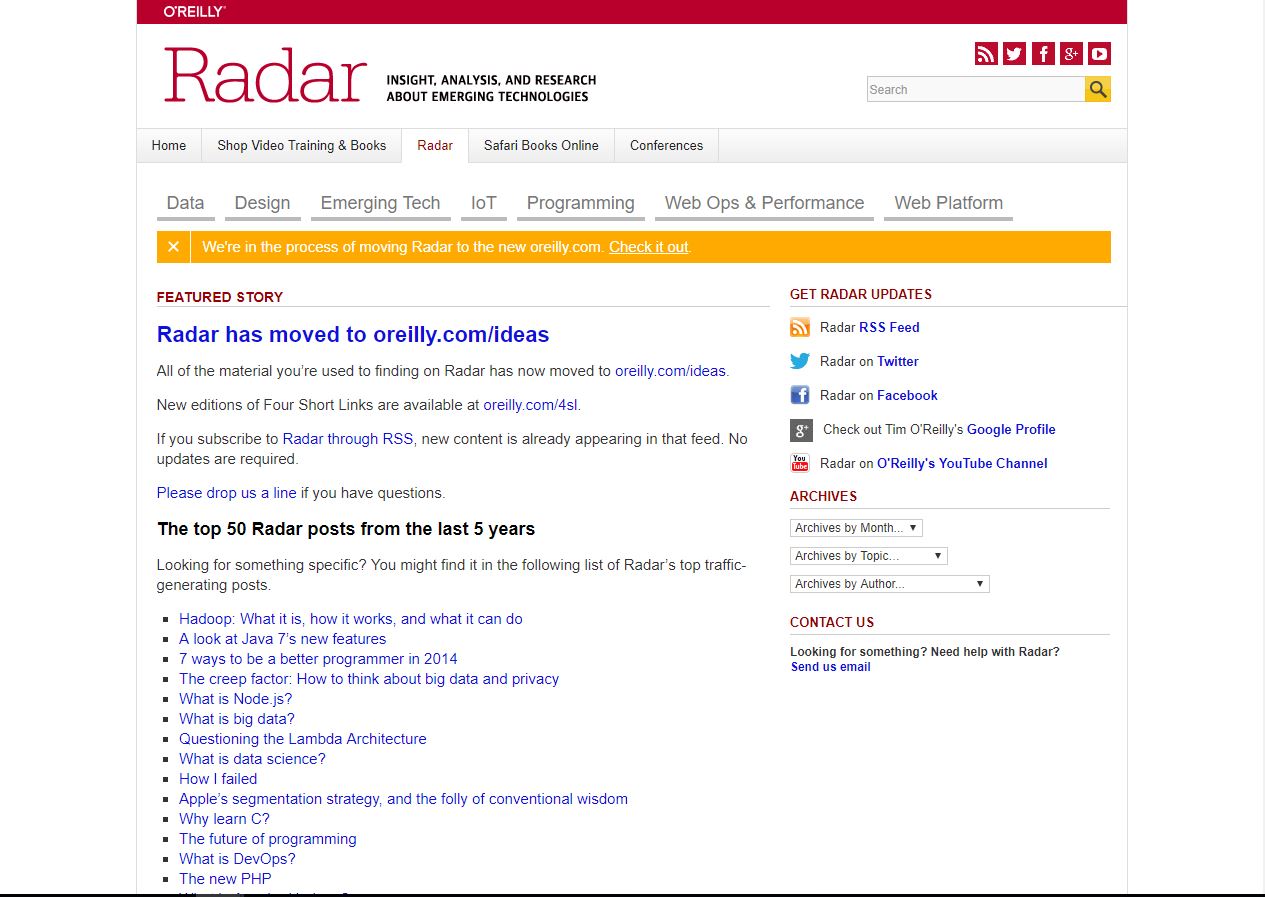 O'REILLY®
Radar
INSIGHT, ANALYSIS, AND RESEARCH
ABOUT EMERGING TECHNOLOGIES
Search
Home
Shop Video Training & Books
Radar
Safari Books Online
Conferences
Data
Design
Emerging Tech
IoT
Programming
Web Ops & Performance
Web Platform
We're in the process of moving Radar to the new oreilly.com. Check it out.
FEATURED STORY
Radar has moved to oreilly.com/ideas
All of the material you’re used to finding on Radar has now moved to oreilly.com/ideas.
New editions of Four Short Links are available at oreilly.com/4sl.
If you subscribe to Radar through RSS, new content is already appearing in that feed. No
updates are required.
Please drop us a line if you have questions.
The top 50 Radar posts from the last 5 years
Looking for something specific? You might find it in the following list of Radar’s top traffic-
generating posts.
Hadoop: What it is, how it works, and what it can do
A look at Java 7’s new features
7 ways to be a better programmer in 2014
The creep factor: How to think about big data and privacy
What is Node.js?
What is big data?
Questioning the Lambda Architecture
What is data science?
How I failed
Apple’s segmentation strategy, and the folly of conventional wisdom
Why learn C?
The future of programming
What is DevOps?
The new PHP
GET RADAR UPDATES
Radar RSS Feed
Radar on Twitter
Radar on Facebook
g+ Check out Tim O'Reilly's Google Profile
You Tube Radar on O'Reilly's YouTube Channel
ARCHIVES
Archives by Month...
Archives by Topic...
Archives by Author...
CONTACT US
Looking for something? Need help with Radar?
Send us email